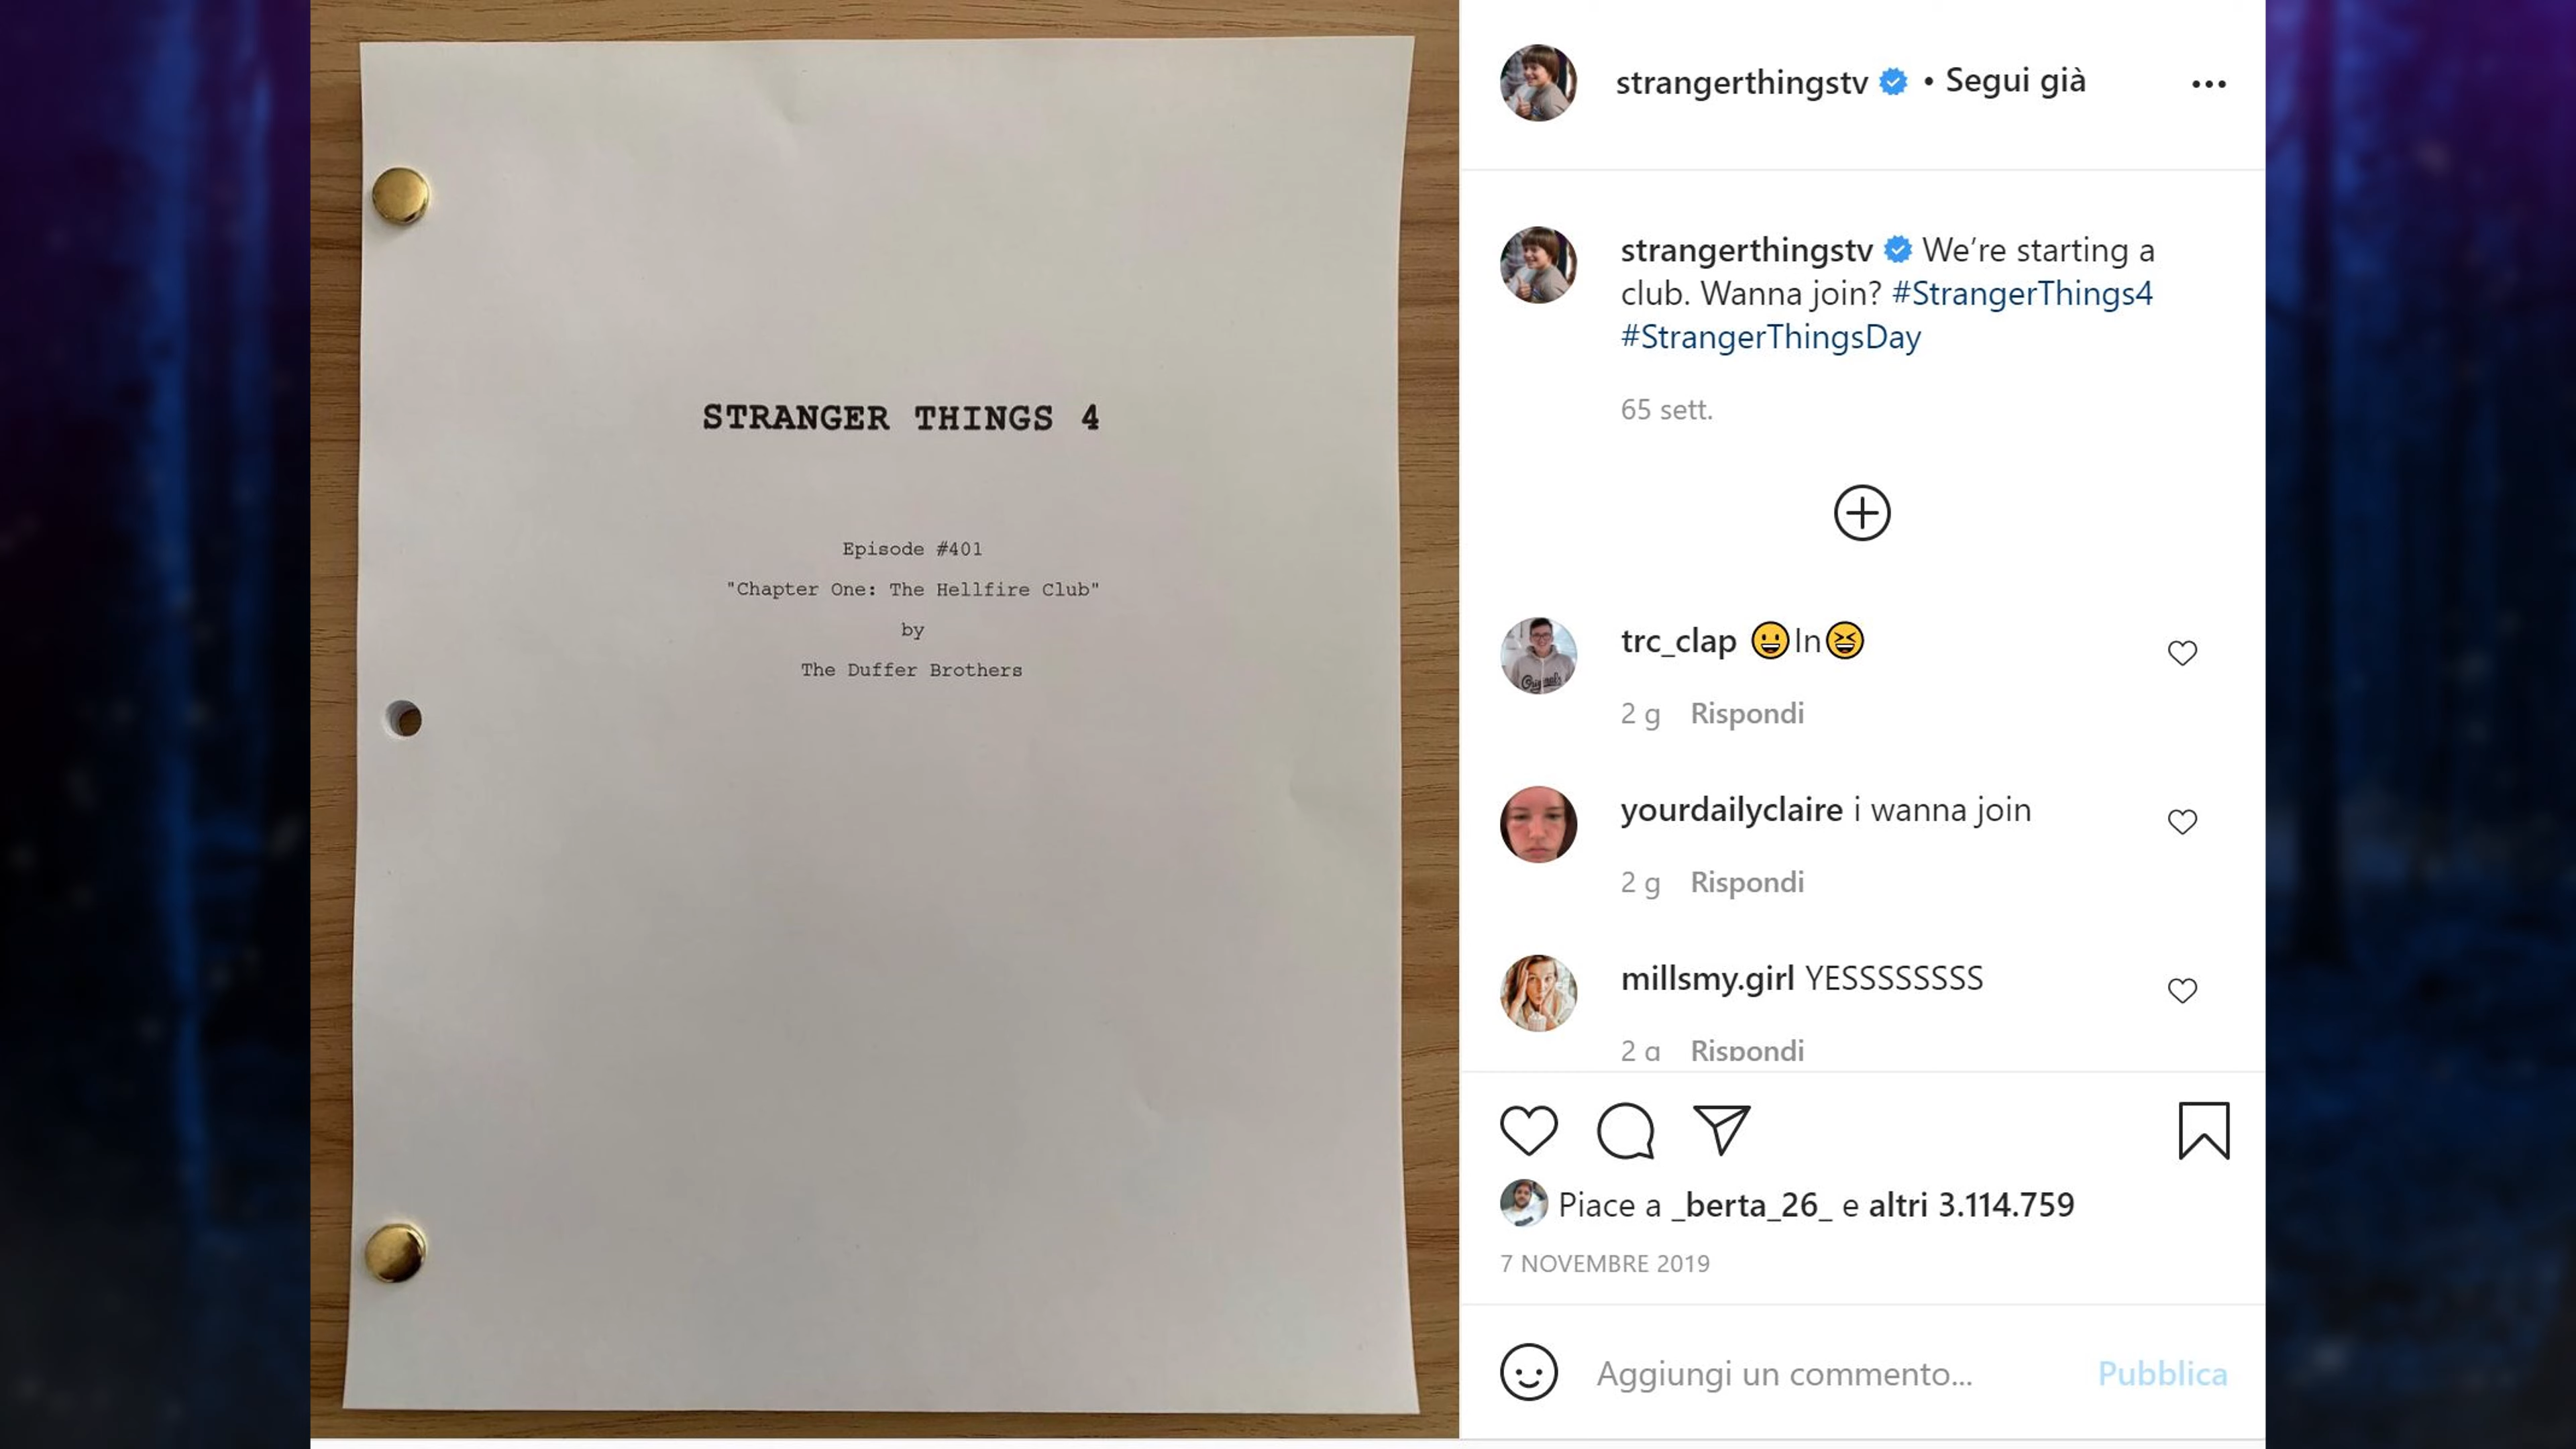 STRANGER THINGS 4
Episode #401
"Chapter One: The Hellfire Club"
by
The Duffer Brothers
strangerthingstv • Segui già
strangerthingstv We’re starting a
club. Wanna join? #StrangerThings4
#StrangerThingsDay
65 sett.
trc_clap 😀In😆
2 g Rispondi
yourdailyclaire i wanna join
2 g Rispondi
millsmy.girl YESSSSSSSS
2 g Rispondi
Piace a _berta_26_ e altri 3.114.759
7 NOVEMBRE 2019
Aggiungi un commento... Pubblica